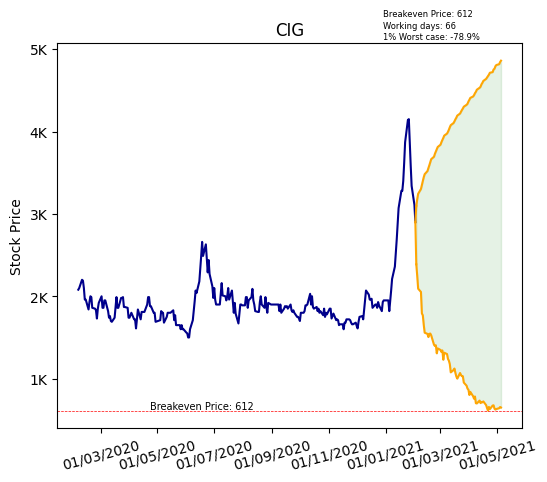 Breakeven Price: 612
Working days: 66
1% Worst case: -78.9%
CIG
Stock Price
5K
4K
3K
2K
1K
Breakeven Price: 612
01/03/2020
01/05/2020
01/07/2020
01/09/2020
01/11/2020
01/01/2021
01/03/2021
01/05/2021